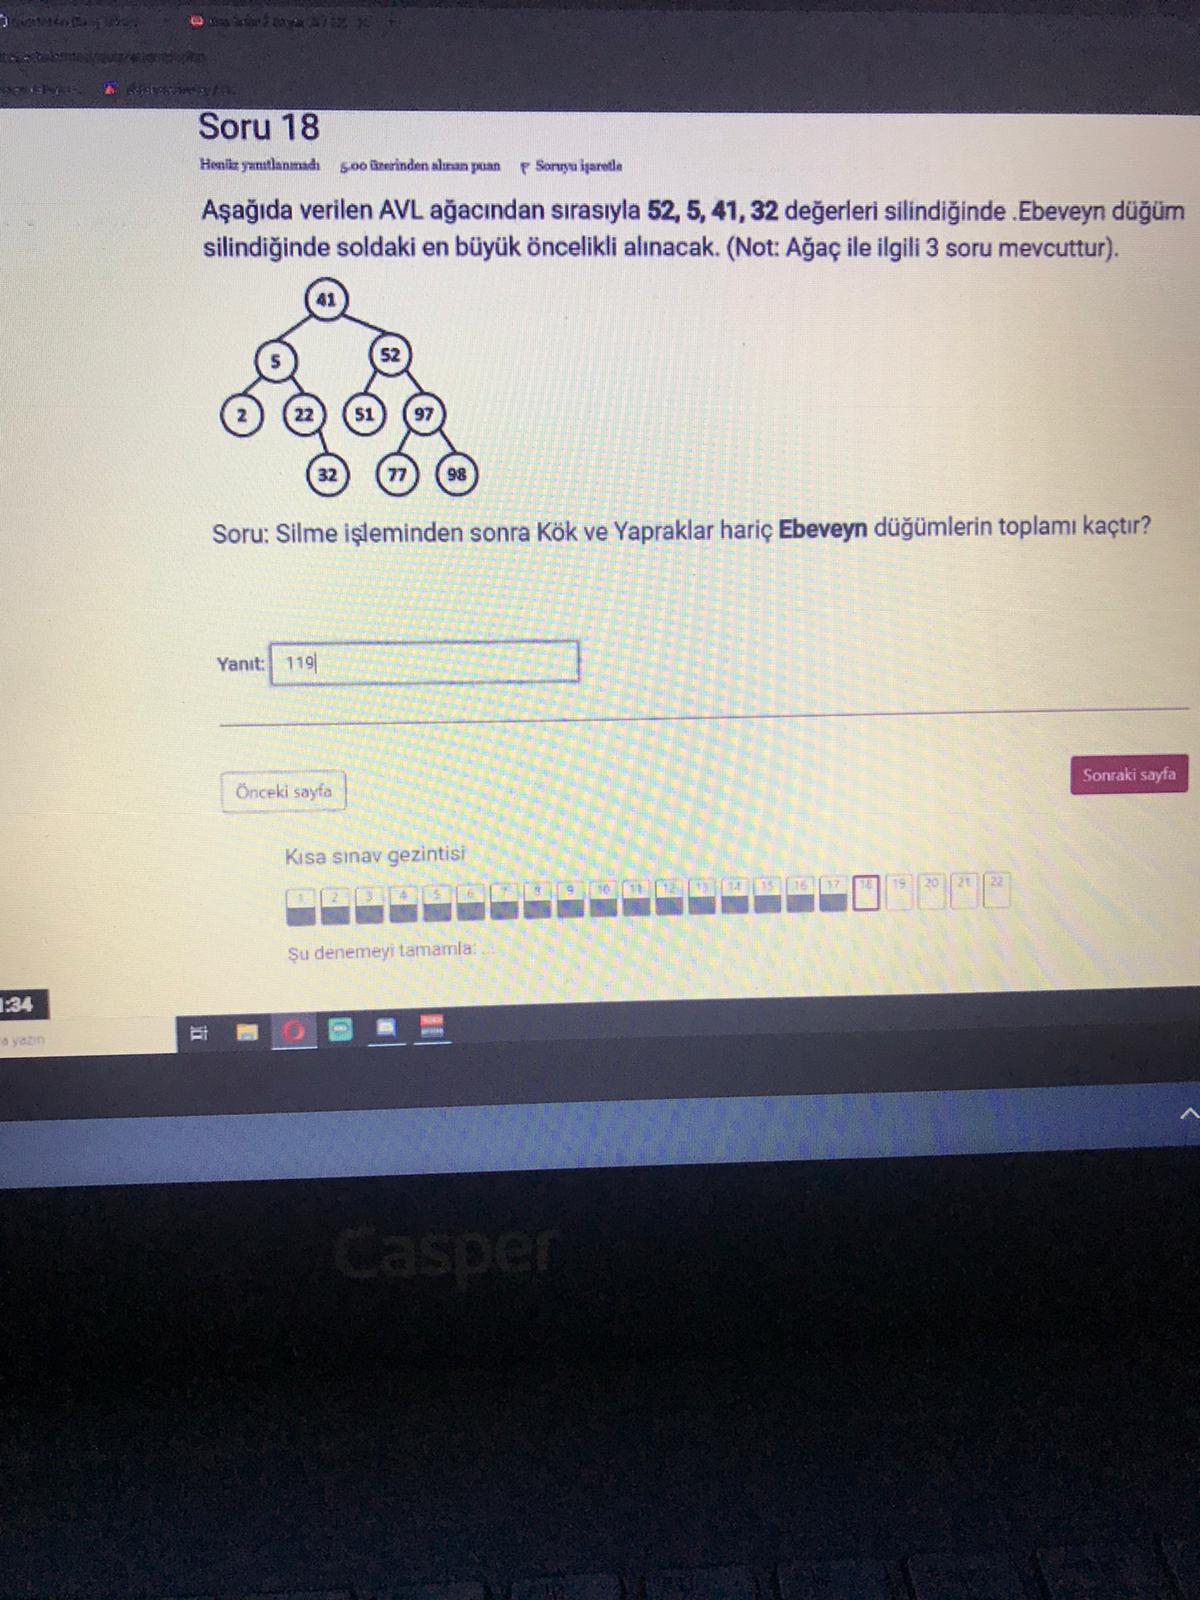 Soru 18
Henüz yanıtlanmadı 5,00 üzerinden alınan puan Soruyu işaretle
Aşağıda verilen AVL ağacından sırasıyla 52, 5, 41, 32 değerleri silindiğinde .Ebeveyn düğüm
silindiğinde soldaki en büyük öncelikli alınacak. (Not: Ağaç ile ilgili 3 soru mevcuttur).
41
5 52
2 22 51 97
32 77 98
Soru: Silme işleminden sonra Kök ve Yapraklar hariç Ebeveyn düğümlerin toplamı kaçtır?
Yanıt: 119
Önceki sayfa
Sonraki sayfa
Kısa sınav gezintisi
1 2 3 4 5 6 7 8 9 10 11 12 13 14 15 16 17 18 19 20 21 22
Şu denemeyi tamamla: ...
:34
a yazın
Casper